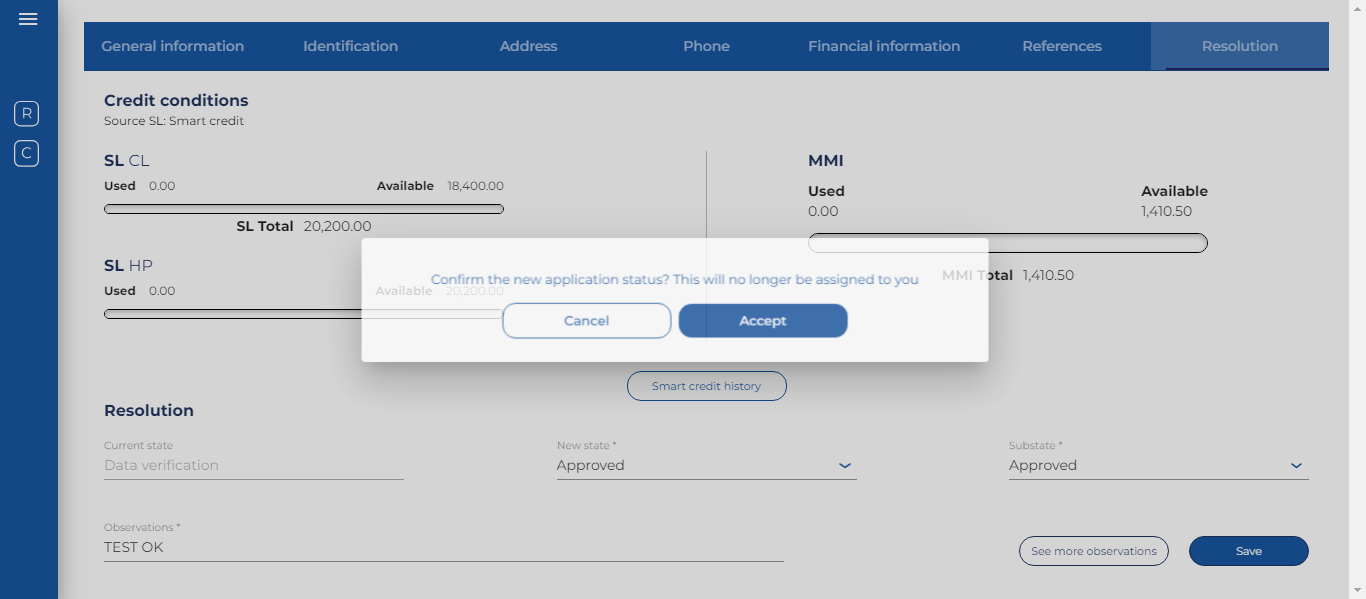 General information Identification Address Phone Financial information References Resolution
R
C
Credit conditions
Source SL: Smart credit
SL CL
Used 0.00 Available 18,400.00
SL Total 20,200.00
SL HP
Used 0.00 Available 20,200.00
MMI
Used Available
0.00 1,410.50
MMI Total 1,410.50
Confirm the new application status? This will no longer be assigned to you
Cancel Accept
Smart credit history
Resolution
Current state New state * Substate *
Data verification Approved Approved
Observations *
TEST OK
See more observations Save